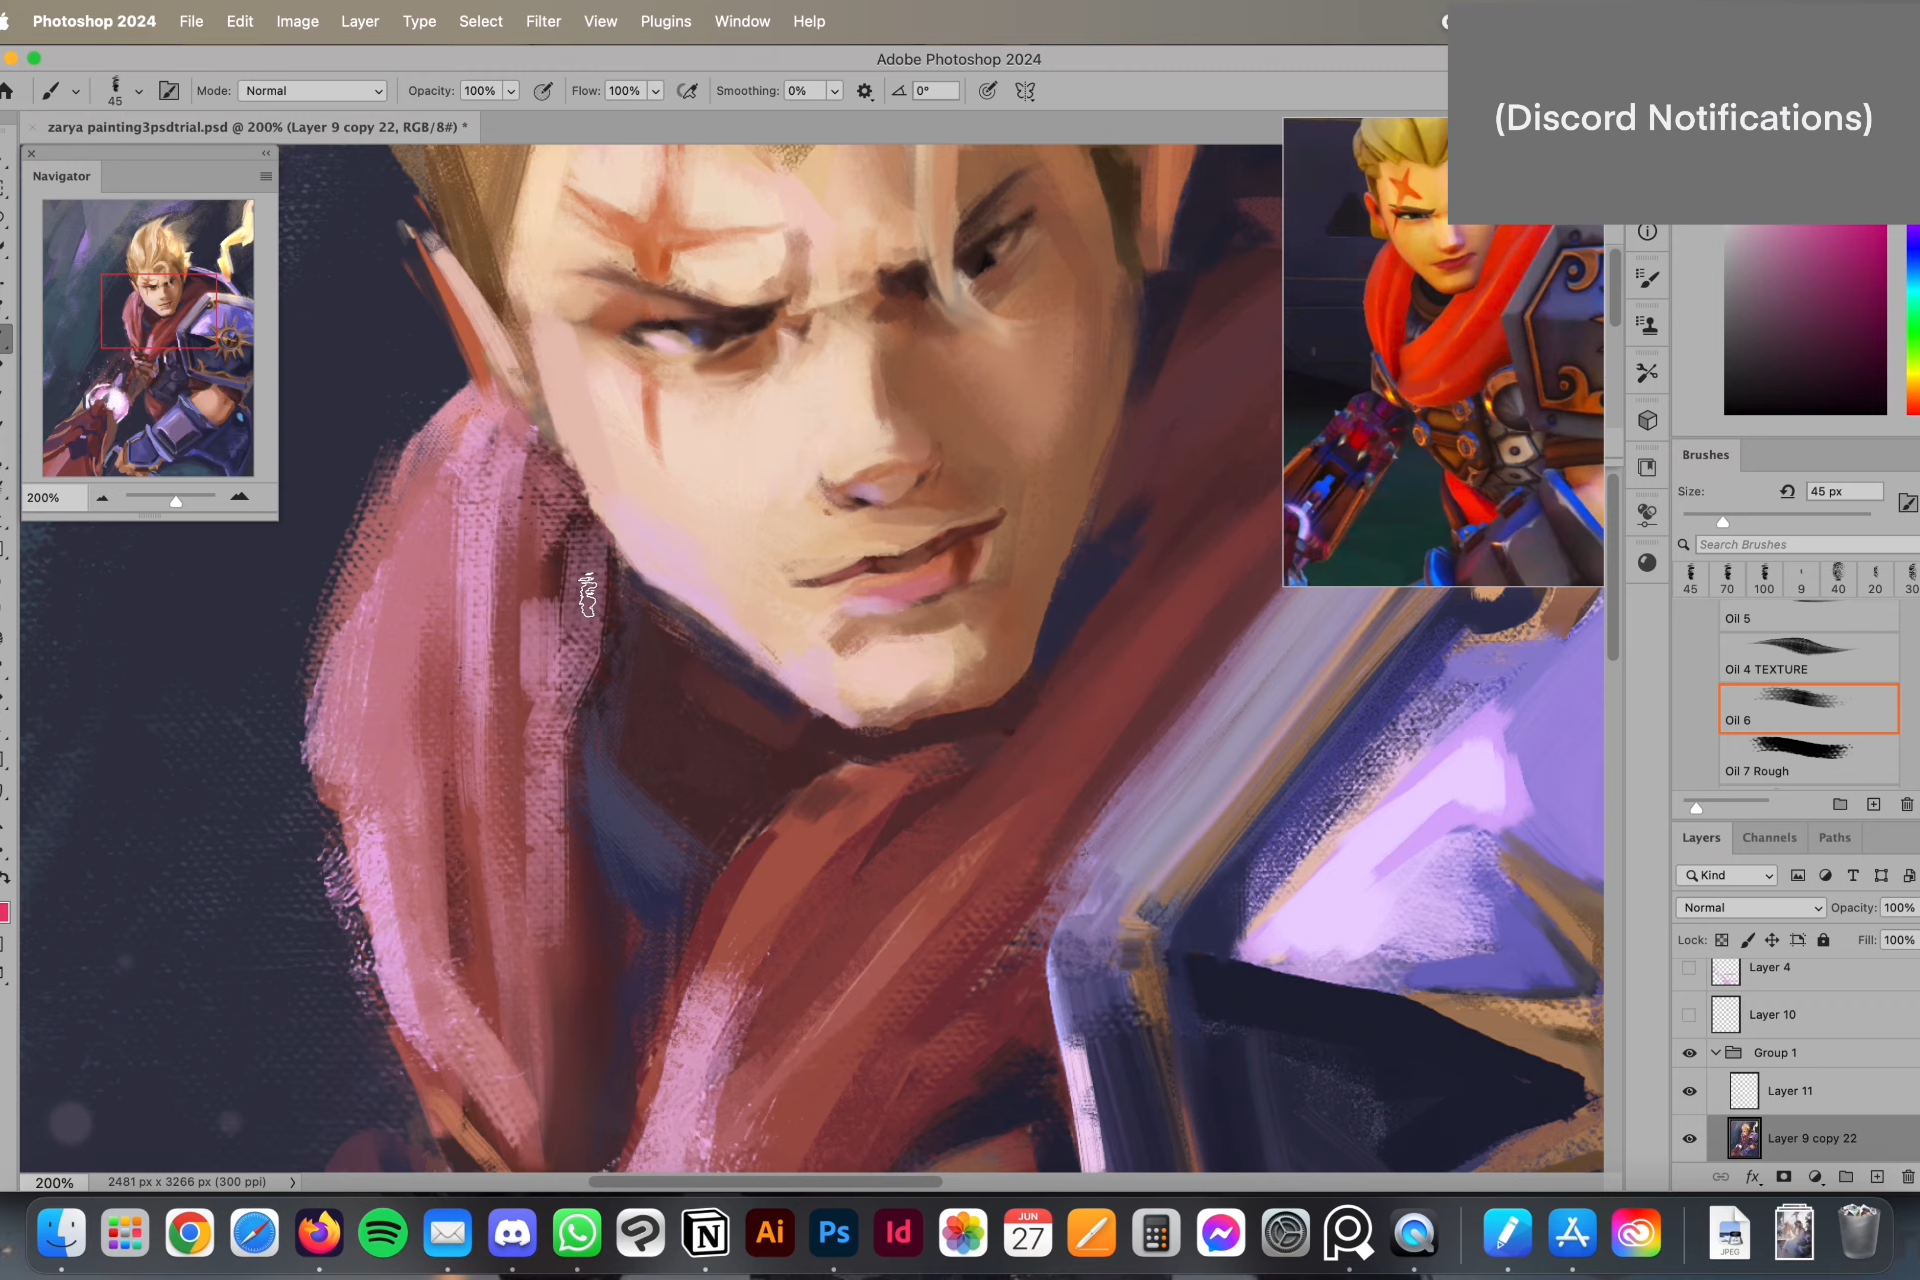 Photoshop 2024 File Edit Image Layer Type Select Filter View Plugins Window Help
(Discord Notifications)
Adobe Photoshop 2024
45 Mode: Normal Opacity: 100% Flow: 100% Smoothing: 0% 0°
zarya painting3psdtrial.psd @ 200% (Layer 9 copy 22, RGB/8#) *
Navigator
200%
Brushes
Size: 45 px
Search Brushes
45 70 100 9 40 20 30
Oil 5
Oil 4 TEXTURE
Oil 6
Oil 7 Rough
Layers Channels Paths
Kind
Normal Opacity: 100%
Lock: Fill: 100%
Layer 4
Layer 10
Group 1
Layer 11
Layer 9 copy 22
fx
200% 2481 px x 3266 px (300 ppi)
N Ai Ps Id JUN 27 JPEG